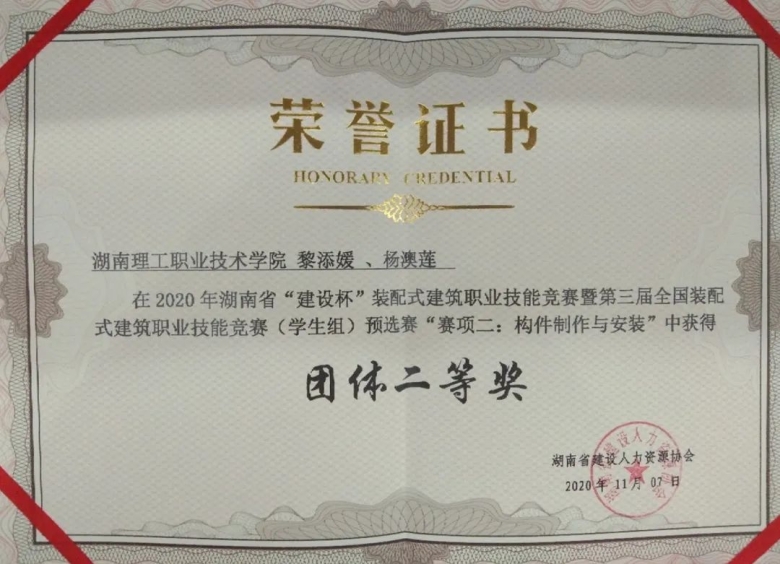 荣誉证书
HONORARY CREDENTIAL
湖南理工职业技术学院 黎添媛、杨澳莲
在2020年湖南省“建设杯”装配式建筑职业技能竞赛暨第三届全国装配
式建筑职业技能竞赛（学生组）预选赛“赛项二：构件制作与安装”中获得
团体二等奖
湖南省建设人力资源协会
2020年11月07日